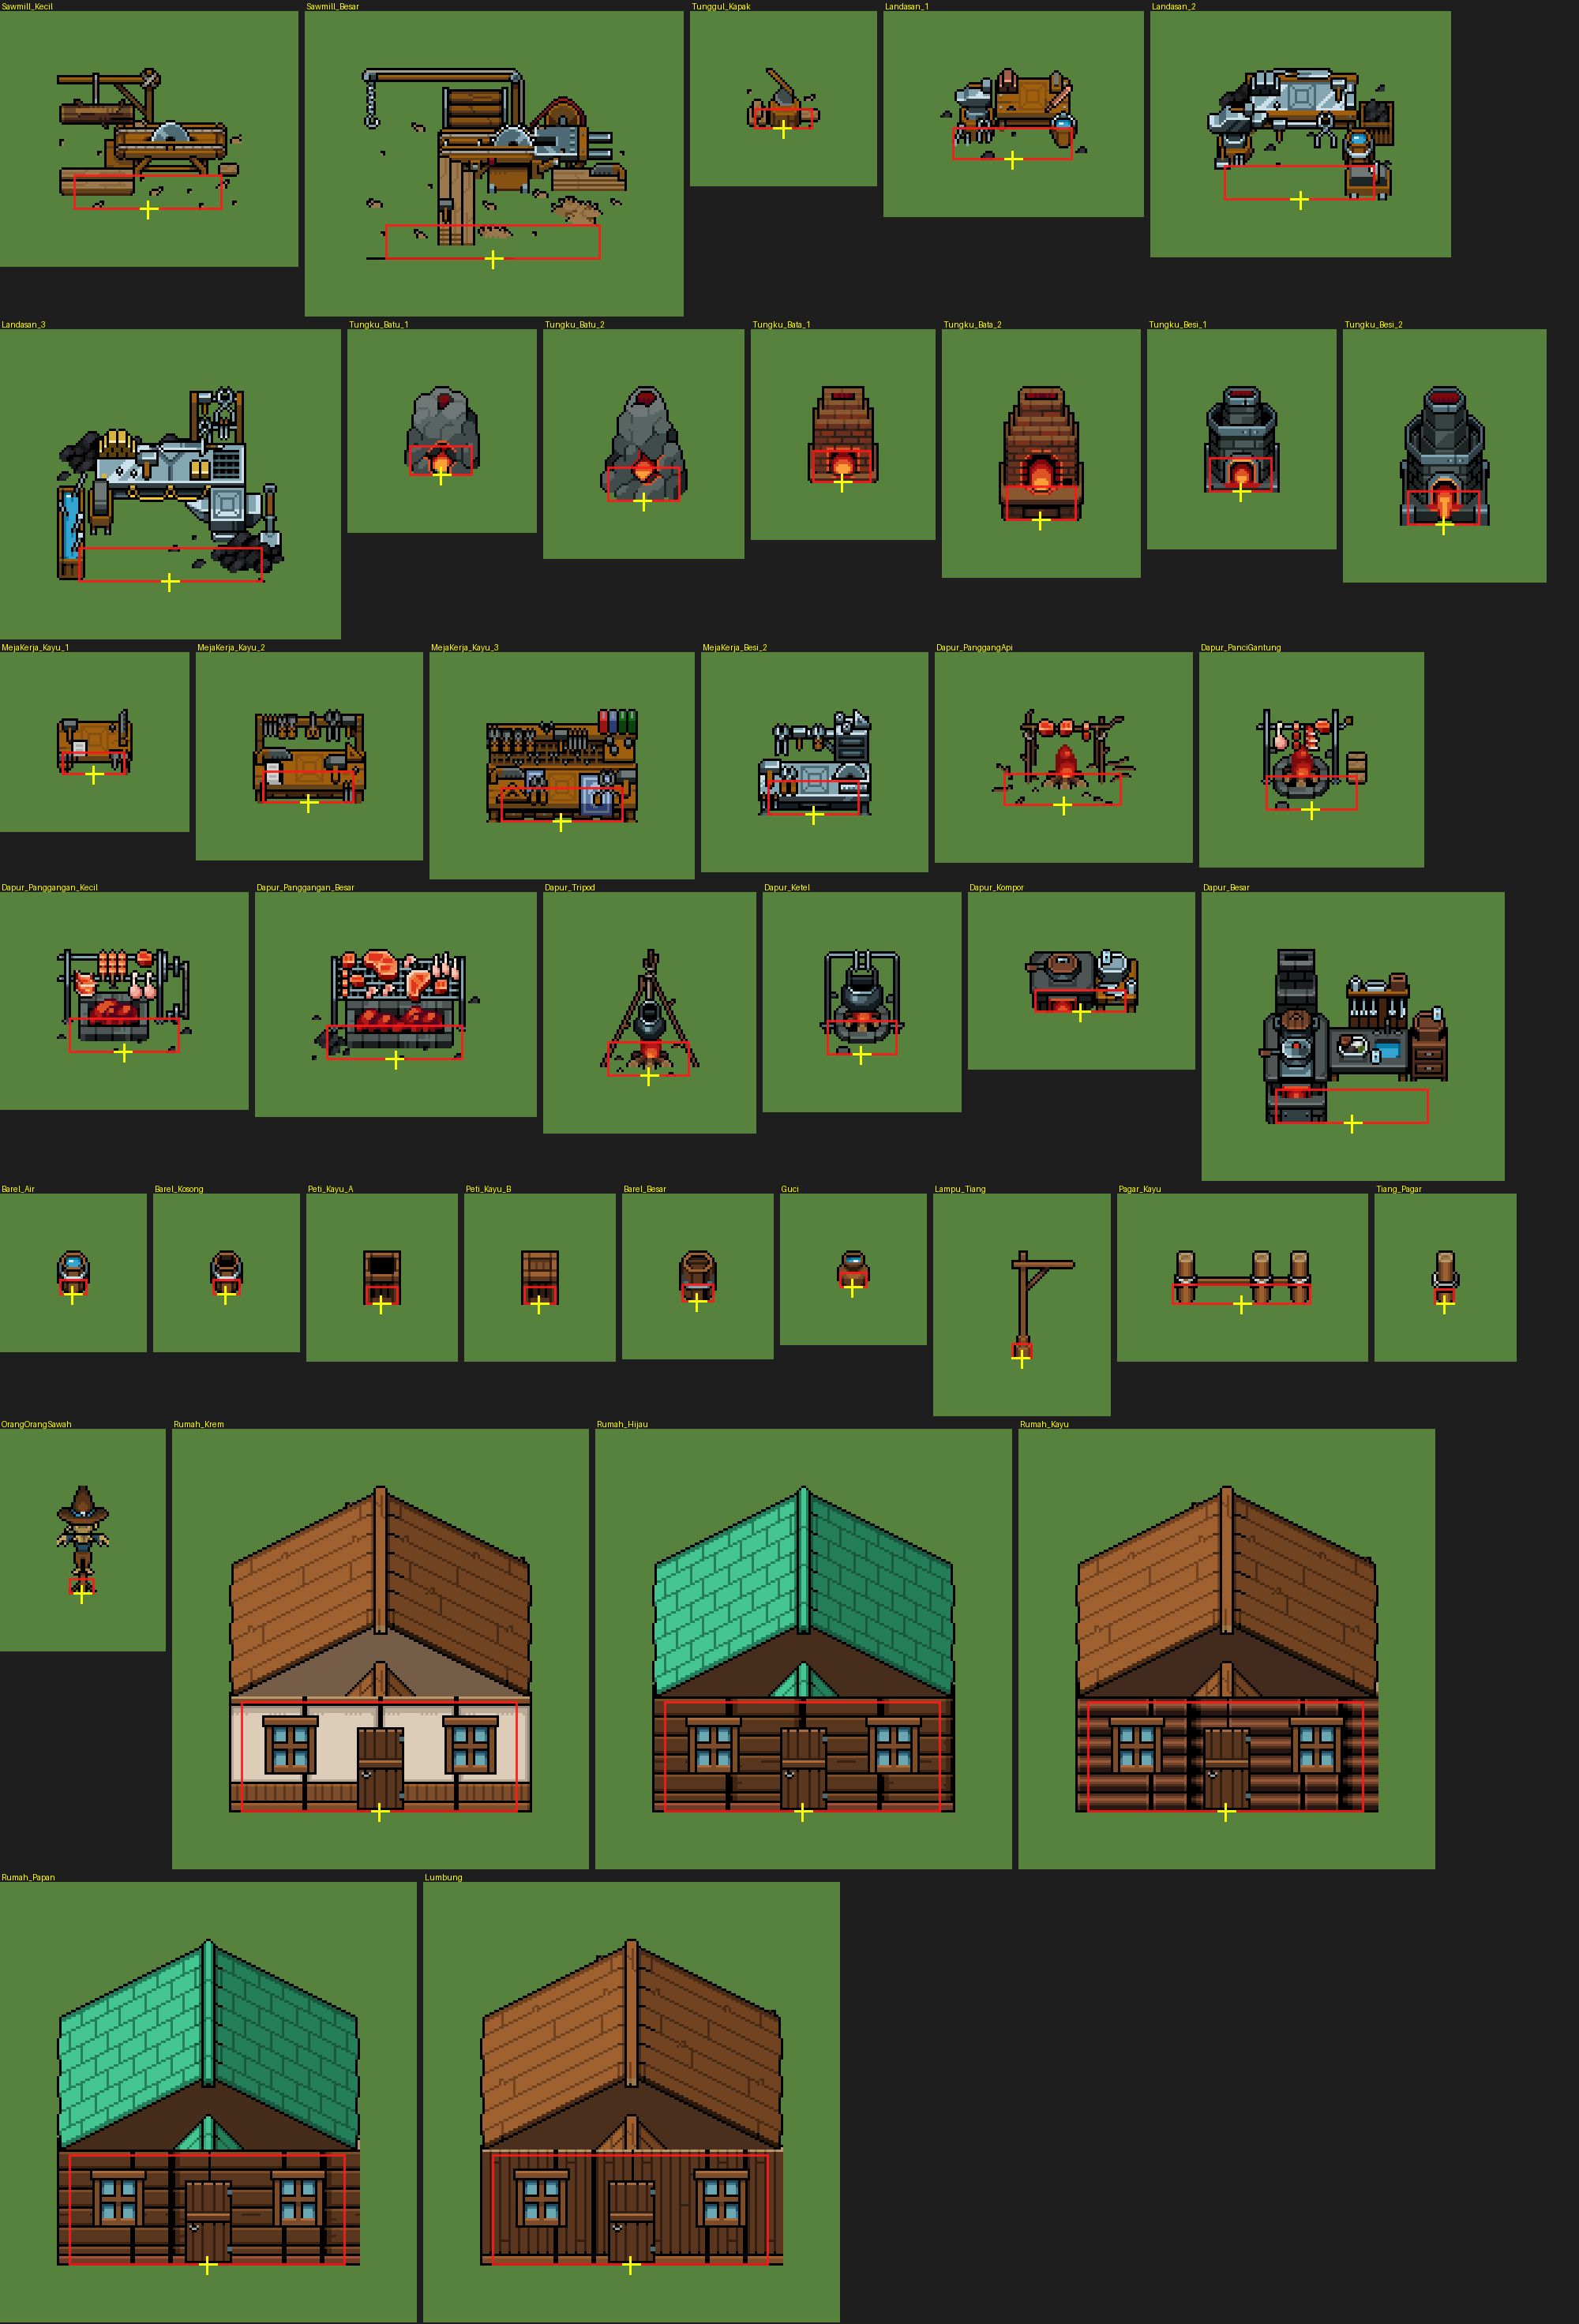 Sawmill_Kecil
Sawmill_Besar
Tunggul_Kapak
Landasan_1
Landasan_2
Landasan_3
Tungku_Batu_1
Tungku_Batu_2
Tungku_Bata_1
Tungku_Bata_2
Tungku_Besi_1
Tungku_Besi_2
MejaKerja_Kayu_1
MejaKerja_Kayu_2
MejaKerja_Kayu_3
MejaKerja_Besi_2
Dapur_PanggangApi
Dapur_PanciGantung
Dapur_Panggangan_Kecil
Dapur_Panggangan_Besar
Dapur_Tripod
Dapur_Ketel
Dapur_Kompor
Dapur_Besar
Barel_Air
Barel_Kosong
Peti_Kayu_A
Peti_Kayu_B
Barel_Besar
Guci
Lampu_Tiang
Pagar_Kayu
Tiang_Pagar
OrangOrangSawah
Rumah_Krem
Rumah_Hijau
Rumah_Kayu
Rumah_Papan
Lumbung